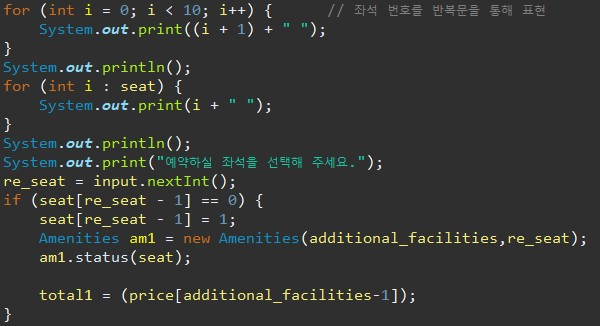 for (int i = 0; i < 10; i++) {        // 좌석 번호를 반복문을 통해 표현
    System.out.print((i + 1) + " ");
}
System.out.println();
for (int i : seat) {
    System.out.print(i + " ");
}
System.out.println();
System.out.print("예약하실 좌석을 선택해 주세요.");
re_seat = input.nextInt();
if (seat[re_seat - 1] == 0) {
    seat[re_seat - 1] = 1;
    Amenities am1 = new Amenities(additional_facilities,re_seat);
    am1.status(seat);
    total1 = (price[additional_facilities-1]);
}